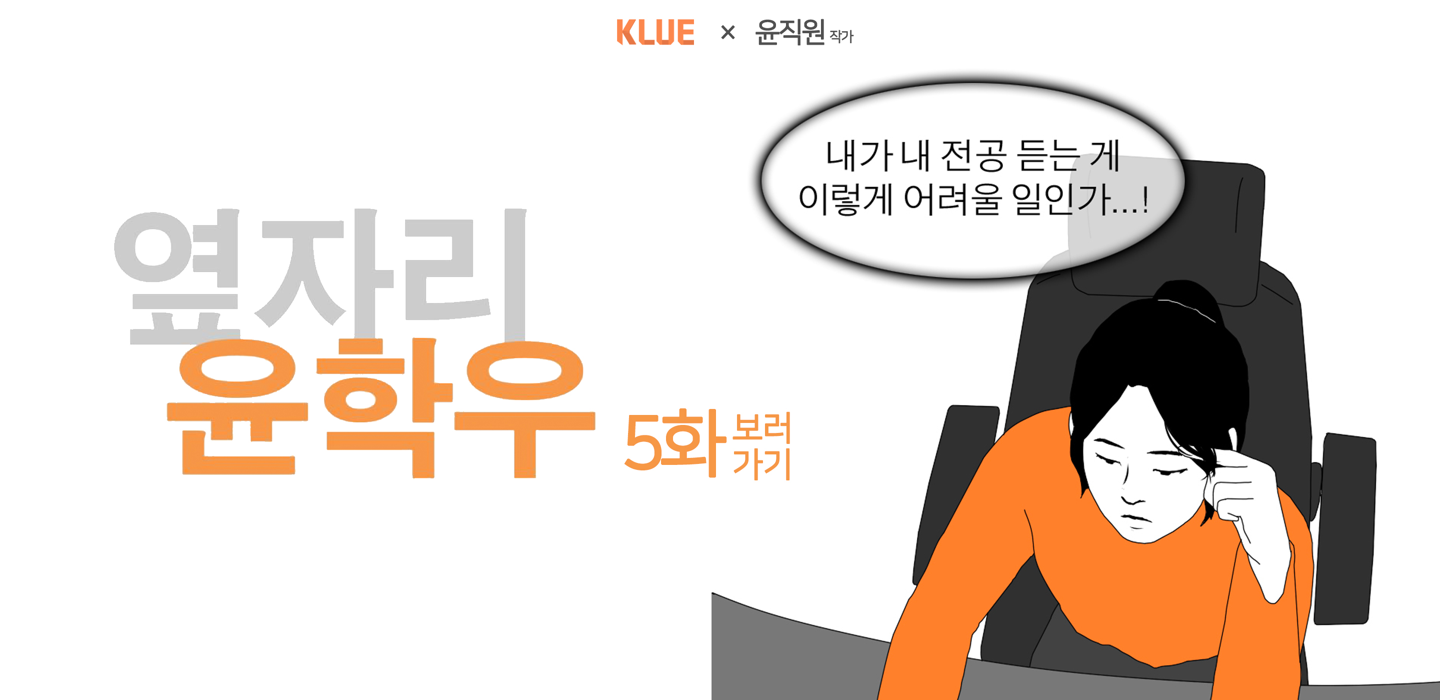 KLUE × 윤직원 작가
내가 내 전공 듣는 게
이렇게 어려울 일인가...!
옆자리
윤학우
5화 보러
가기